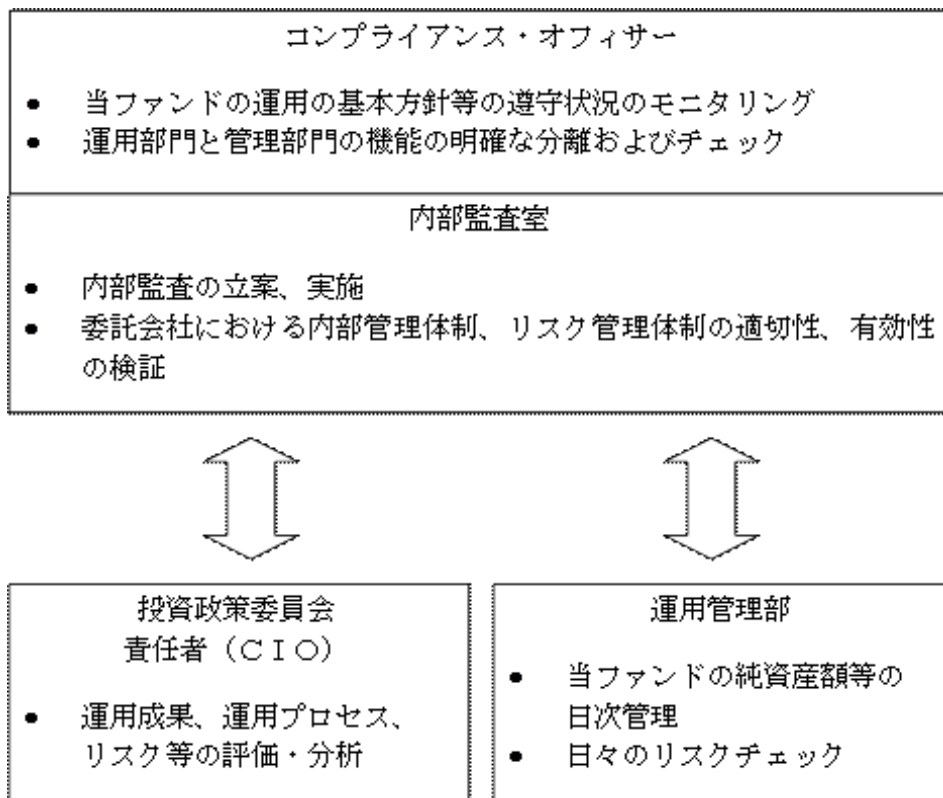 コンプライアンス・オフィサー
● 当ファンドの運用の基本方針等の遵守状況のモニタリング
● 運用部門と管理部門の機能の明確な分離およびチェック
内部監査室
● 内部監査の立案、実施
● 委託会社における内部管理体制、リスク管理体制の適切性、有効性
の検証
投資政策委員会
責任者（ＣＩＯ）
● 運用成果、運用プロセス、
リスク等の評価・分析
運用管理部
● 当ファンドの純資産額等の
日次管理
● 日々のリスクチェック